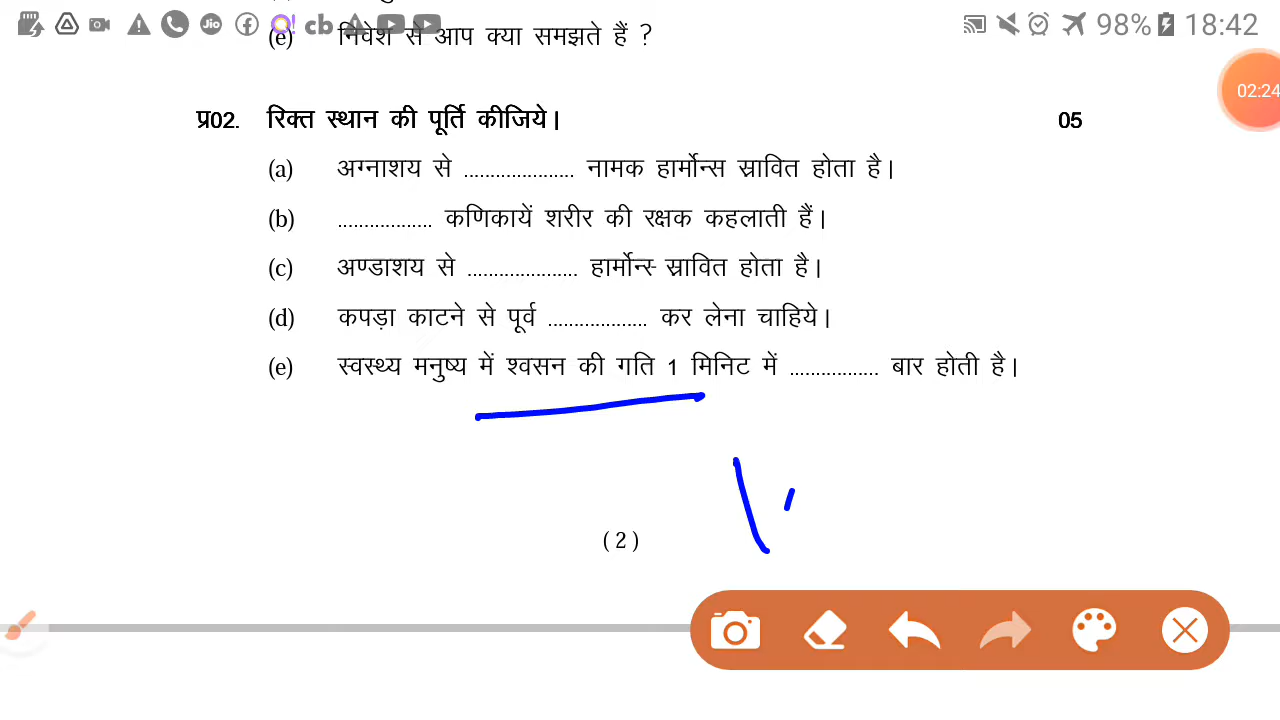 98% 18:42
(e) निवेश से आप क्या समझते हैं ?
02:24
प्र02. रिक्त स्थान की पूर्ति कीजिये। 05
(a) अग्नाशय से ..................... नामक हार्मोन्स स्रावित होता है।
(b) .................. कणिकायें शरीर की रक्षक कहलाती हैं।
(c) अण्डाशय से ..................... हार्मोन्स स्रावित होता है।
(d) कपड़ा काटने से पूर्व ................... कर लेना चाहिये।
(e) स्वस्थ्य मनुष्य में श्वसन की गति 1 मिनिट में ................. बार होती है।
( 2 )